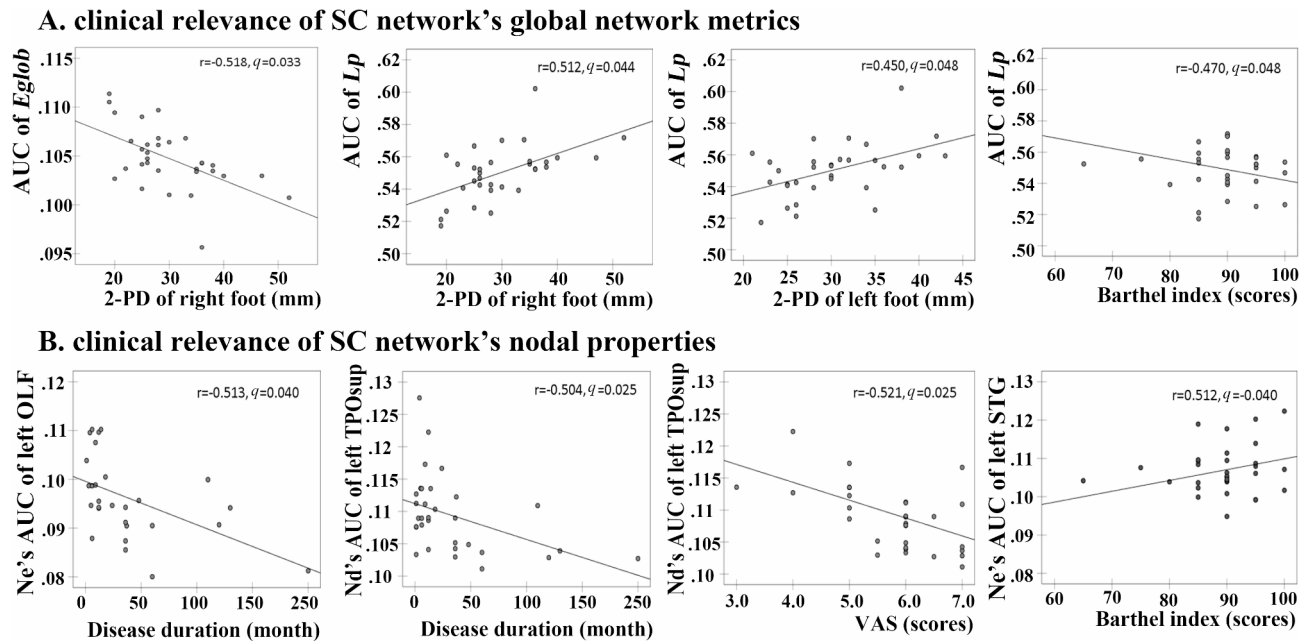 A. clinical relevance of SC network's global network metrics
AUC of Eglob
.115
.110
.105
.100
.095
r=-0.518, q=0.033
20 30 40 50
2-PD of right foot (mm)
AUC of Lp
.62
.60
.58
.56
.54
.52
.50
r=0.512, q=0.044
20 30 40 50
2-PD of right foot (mm)
AUC of Lp
.62
.60
.58
.56
.54
.52
.50
r=0.450, q=0.048
20 25 30 35 40 45
2-PD of left foot (mm)
AUC of Lp
.62
.60
.58
.56
.54
.52
.50
r=-0.470, q=0.048
60 70 80 90 100
Barthel index (scores)
B. clinical relevance of SC network's nodal properties
Ne's AUC of left OLF
.12
.11
.10
.09
.08
r=-0.513, q=0.040
0 50 100 150 200 250
Disease duration (month)
Nd's AUC of left TPOsup
.13
.125
.12
.115
.11
.105
.10
r=-0.504, q=0.025
0 50 100 150 200 250
Disease duration (month)
Nd's AUC of left TPOsup
.13
.125
.12
.115
.11
.105
.10
r=-0.521, q=0.025
3.0 4.0 5.0 6.0 7.0
VAS (scores)
Ne's AUC of left STG
.13
.12
.11
.10
.09
.08
r=0.512, q=-0.040
60 70 80 90 100
Barthel index (scores)